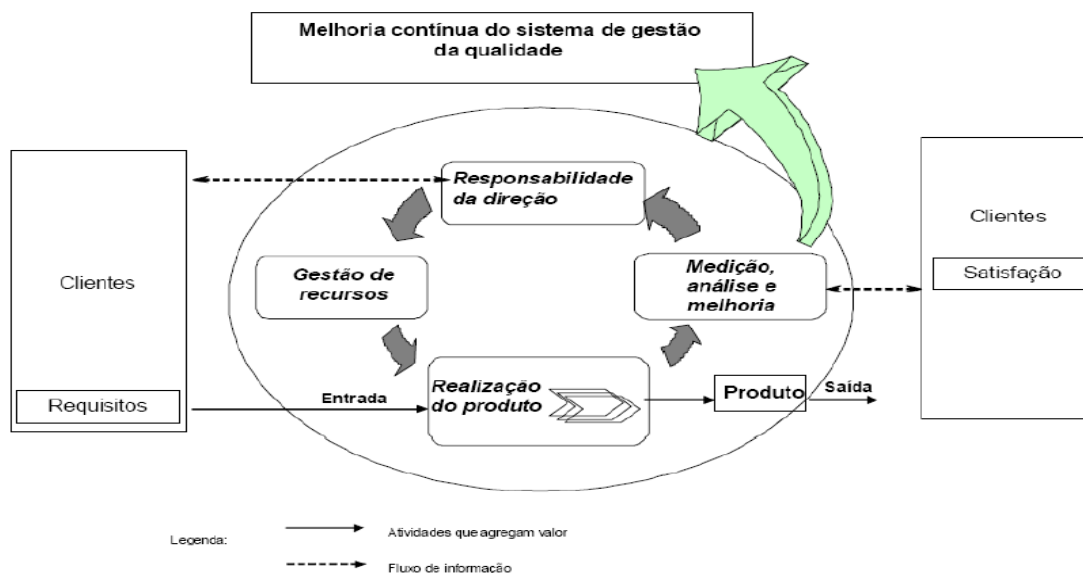 Melhoria contínua do sistema de gestão
da qualidade
Clientes
Requisitos
Responsabilidade
da direção
Gestão de
recursos
Medição,
análise e
melhoria
Entrada
Realização
do produto
Produto
Saída
Clientes
Satisfação
Legenda:
Atividades que agregam valor
Fluxo de informação